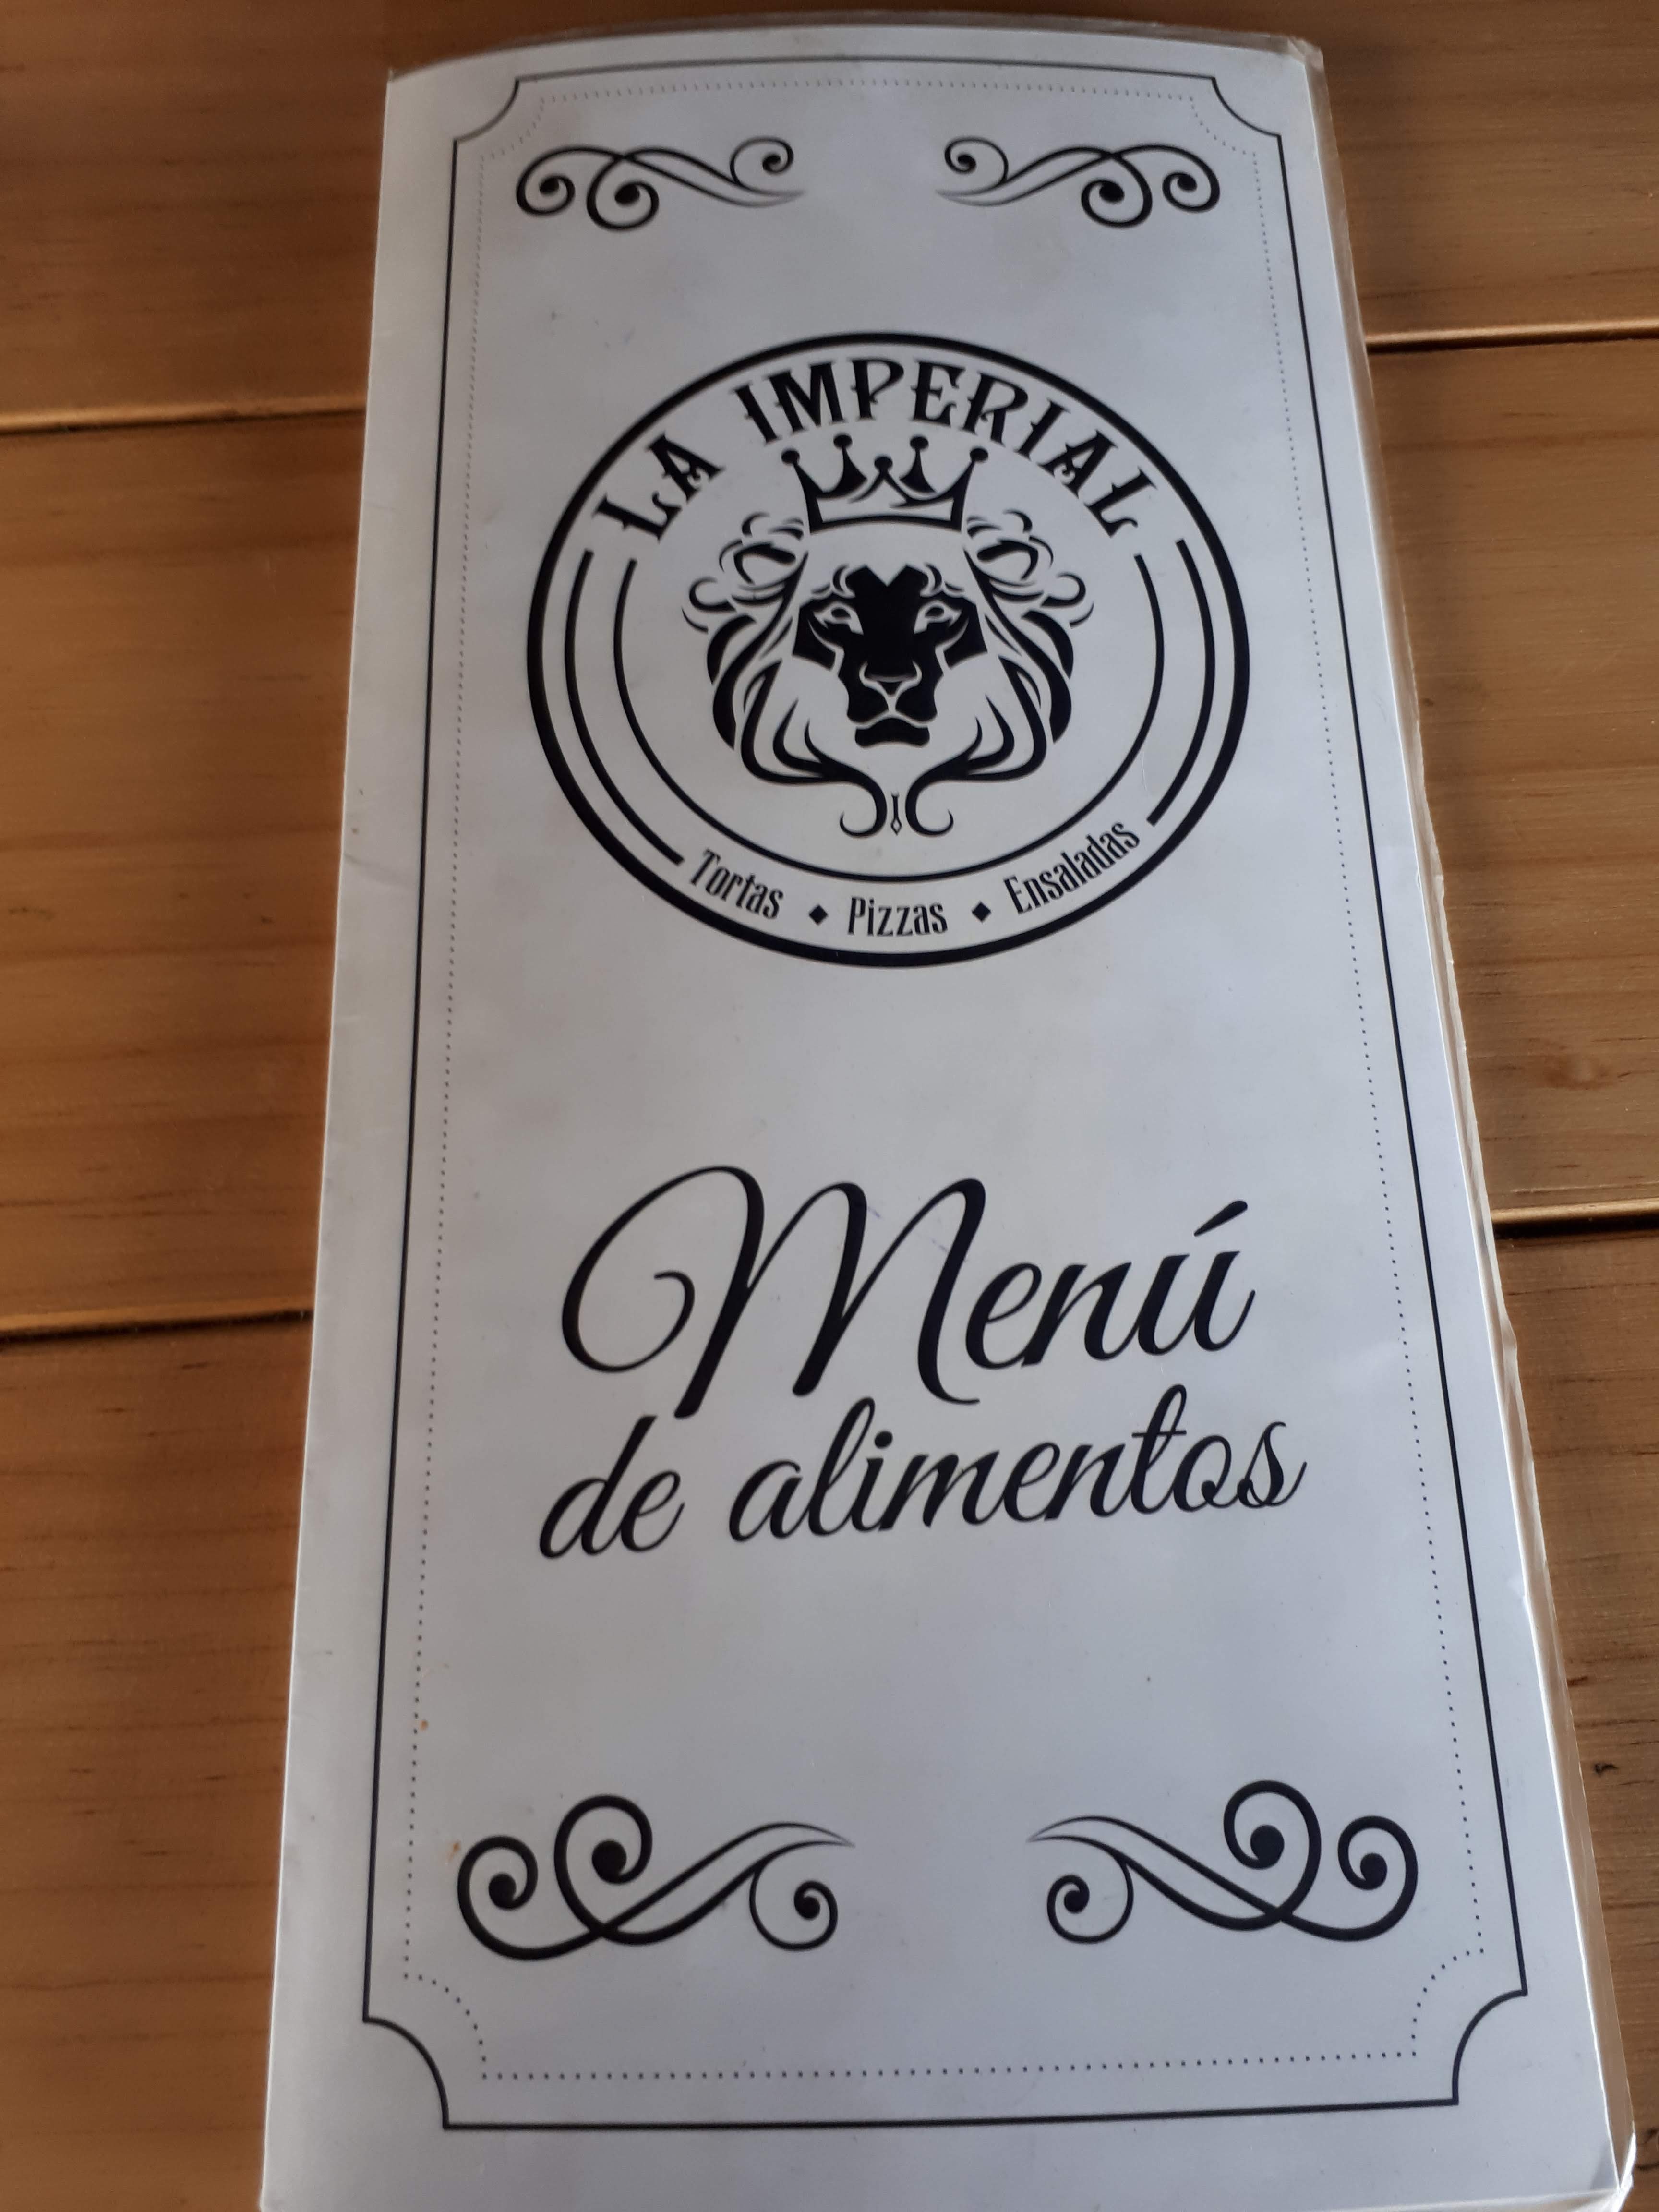 LA IMPERIAL
Tortas ◆ Pizzas ◆ Ensaladas
Menú
de alimentos